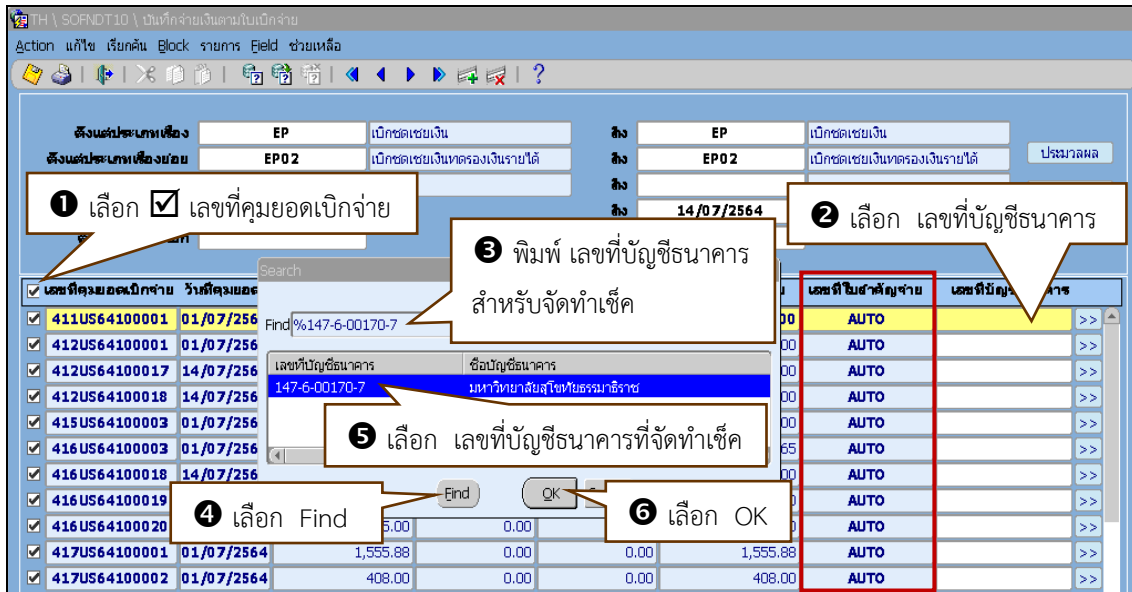 TH \ SOFNDT10 \ บันทึกจ่ายเงินตามใบเบิกจ่าย
Action แก้ไข เรียกค้น Block รายการ Field ช่วยเหลือ
ตั้งแต่ประเภทเรื่อง EP เบิกชดเชยเงิน ถึง EP เบิกชดเชยเงิน
ตั้งแต่ประเภทเรื่องย่อย EP02 เบิกชดเชยเงินทดรองเงินรายได้ ถึง EP02 เบิกชดเชยเงินทดรองเงินรายได้ ประมวลผล
ถึง
ถึง 14/07/2564
❶ เลือก ☑ เลขที่คุมยอดเบิกจ่าย
❷ เลือก เลขที่บัญชีธนาคาร
❸ พิมพ์ เลขที่บัญชีธนาคาร
สำหรับจัดทำเช็ค
Search
Find %147-6-00170-7
เลขที่บัญชีธนาคาร ชื่อบัญชีธนาคาร
147-6-00170-7 มหาวิทยาลัยสุโขทัยธรรมาธิราช
❺ เลือก เลขที่บัญชีธนาคารที่จัดทำเช็ค
Find OK
❹ เลือก Find
❻ เลือก OK
เลขที่คุมยอดเบิกจ่าย วันที่คุมยอด เลขที่ใบสำคัญจ่าย เลขที่บัญ
411US64100001 01/07/256 00 AUTO >>
412US64100001 01/07/256 00 AUTO >>
412US64100017 14/07/256 00 AUTO >>
412US64100018 14/07/256 00 AUTO >>
415US64100003 01/07/256 00 AUTO >>
416US64100003 01/07/256 65 AUTO >>
416US64100018 14/07/256 00 AUTO >>
416US64100019 AUTO >>
416US64100020 5.00 0.00 AUTO >>
417US64100001 01/07/2564 1,555.88 0.00 0.00 1,555.88 AUTO >>
417US64100002 01/07/2564 408.00 0.00 0.00 408.00 AUTO >>